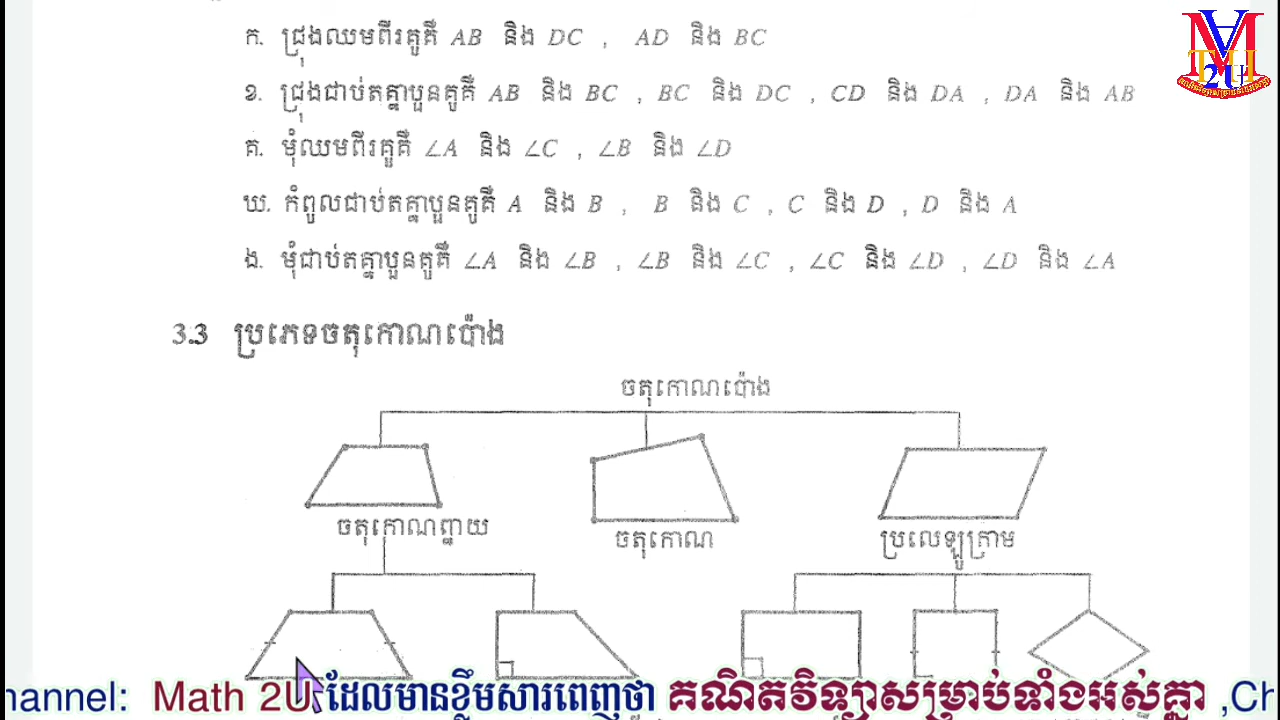 ក. ជ្រុងឈមពីរគូគឺ AB និង DC , AD និង BC
ខ. ជ្រុងជាប់តគ្នាបួនគូគឺ AB និង BC , BC និង DC , CD និង DA , DA និង AB
គ. មុំឈមពីរគួគឺ ∠A និង ∠C , ∠B និង ∠D
ឃ. កំពូលជាប់តគ្នាបួនគូគឺ A និង B , B និង C , C និង D , D និង A
ង. មុំជាប់តគ្នាបួនគូគឺ ∠A និង ∠B , ∠B និង ∠C , ∠C និង ∠D , ∠D និង ∠A
3.3 ប្រភេទចតុកោណប៉ោង
ចតុកោណប៉ោង
ចតុកោណព្នាយ
ចតុកោណ
ប្រលេឡូក្រាម
hannel: Math 2U ដែលមានខ្លឹមសារពេញថា គណិតវិទ្យាសម្រាប់ទាំងអស់គ្នា ,Ch
MATH
2U